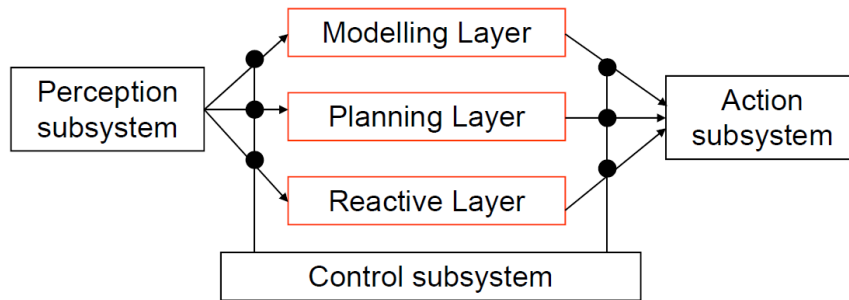 Modelling Layer
Perception
subsystem
Planning Layer
Action
subsystem
Reactive Layer
Control subsystem